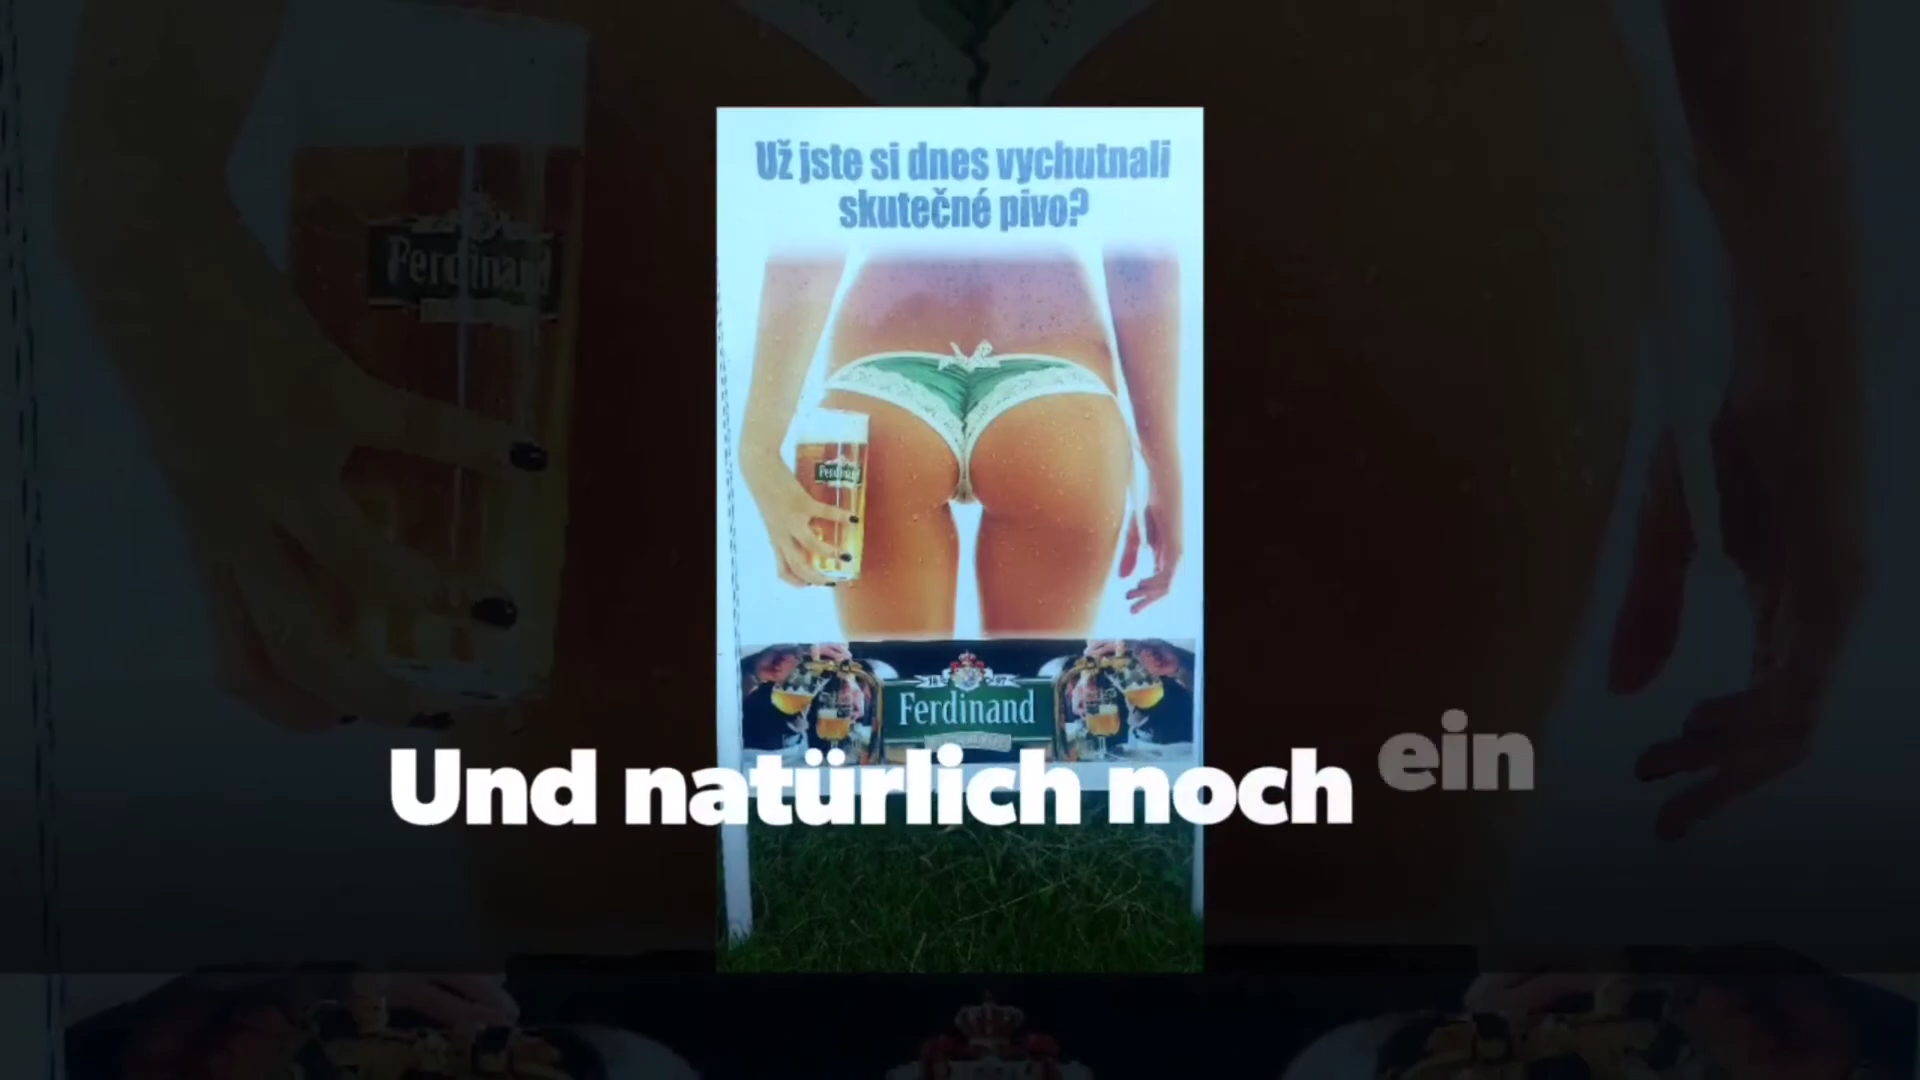 Už jste si dnes vychutnali
skutečné pivo?
Ferdinand
Ferdinand
Ferdinand
Und natürlich noch ein